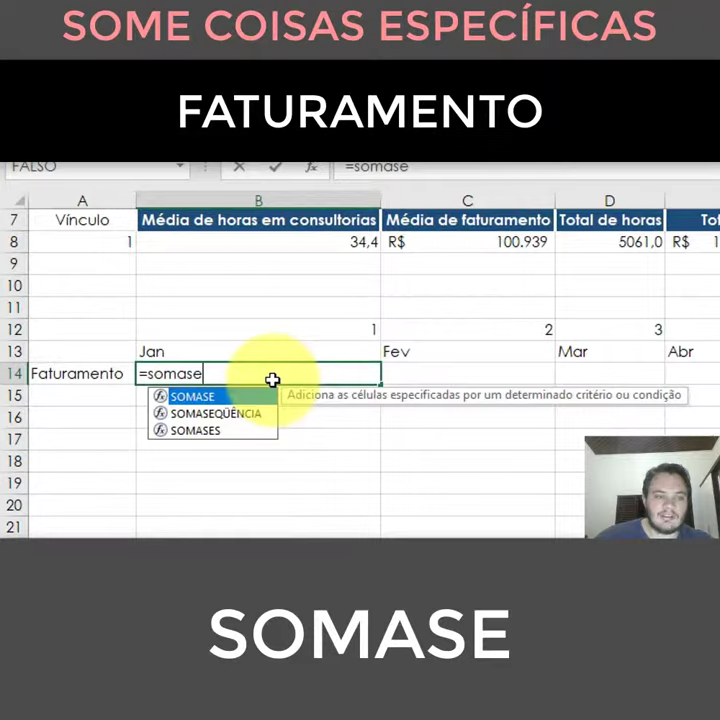 SOME COISAS ESPECÍFICAS
FATURAMENTO
FALSO =somase
A B C D
7 Vínculo Média de horas em consultorias Média de faturamento Total de horas
8 1 34,4 R$ 100.939 5061,0 R$
9
10
11
12 1 2 3
13 Jan Fev Mar Abr
14 Faturamento =somase
15 SOMASE Adiciona as células especificadas por um determinado critério ou condição
16 SOMASEQÜÊNCIA
17 SOMASES
18
19
20
21
SOMASE